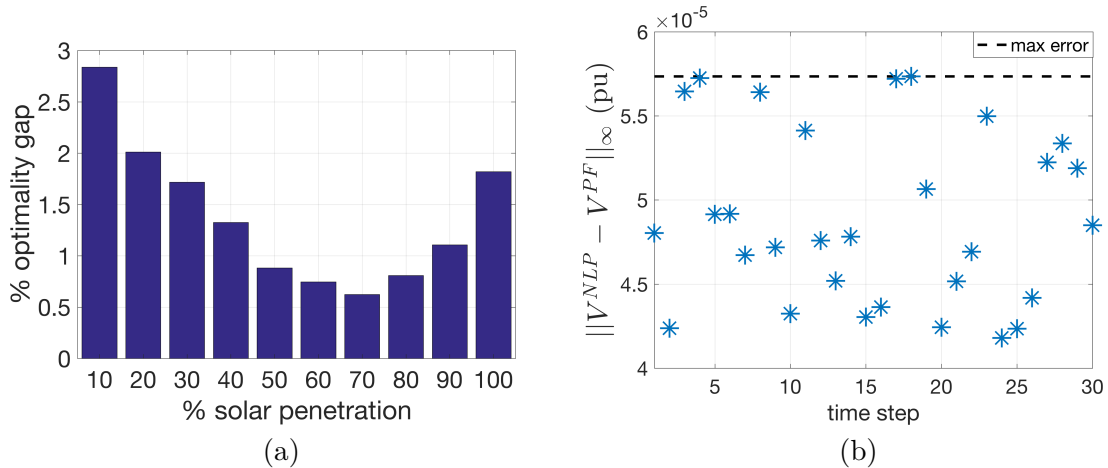 3
2.5
2
1.5
1
0.5
0
% optimality gap
10 20 30 40 50 60 70 80 90 100
% solar penetration
(a)
×10⁻⁵
6
5.5
5
4.5
4
||V^{NLP} − V^{PF}||_∞ (pu)
max error
5 10 15 20 25 30
time step
(b)